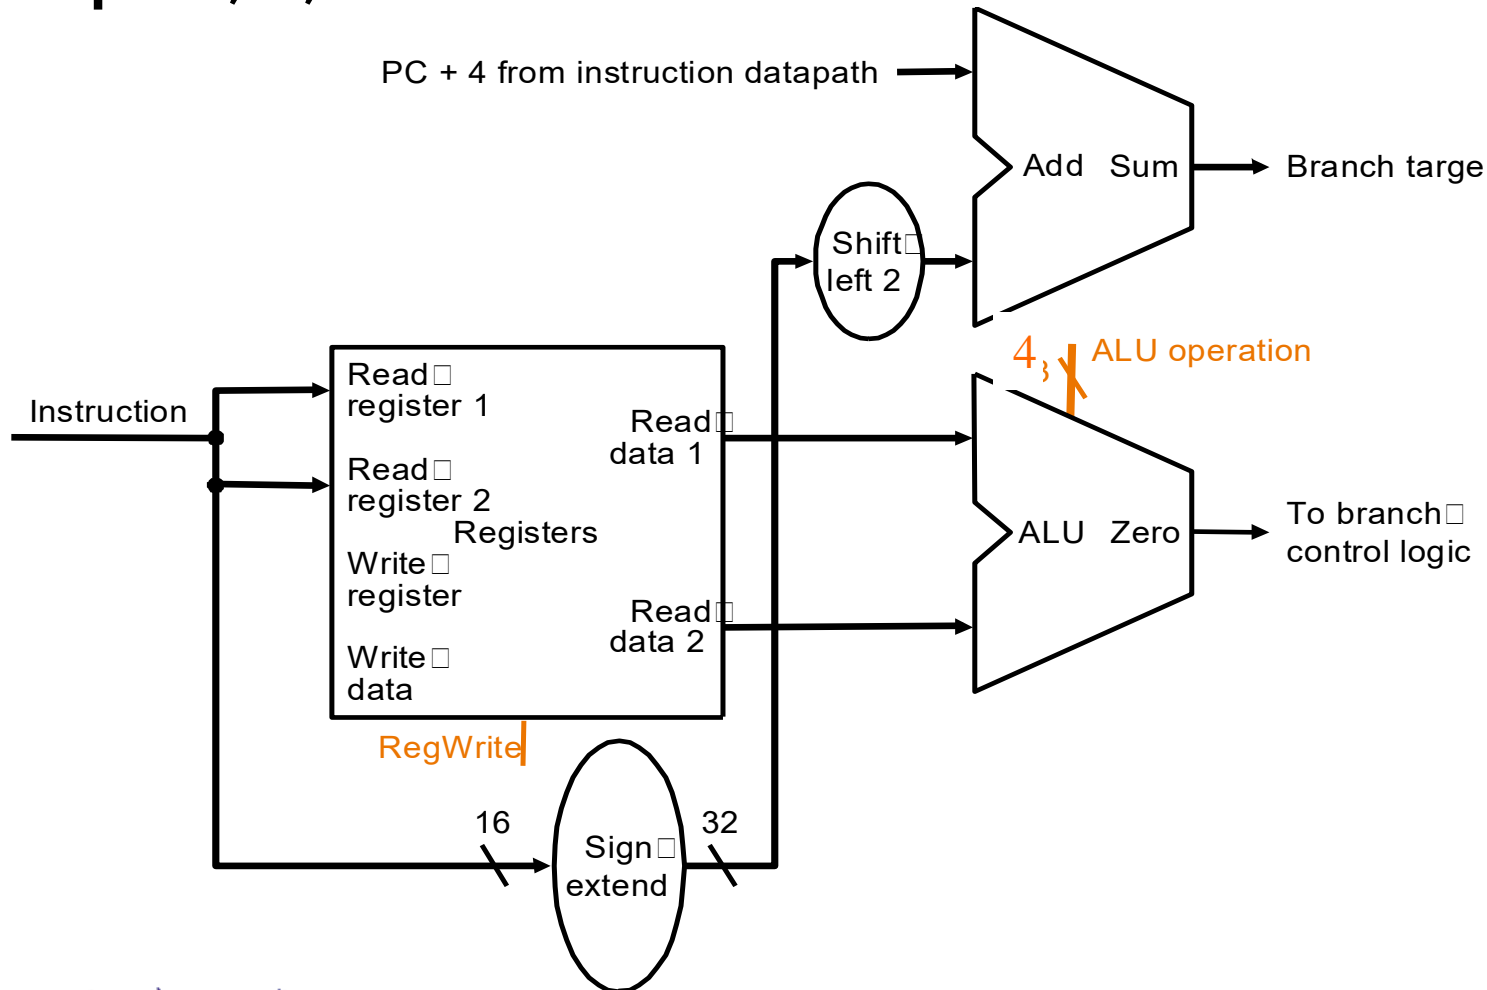 PC + 4 from instruction datapath
Add Sum
Branch targe
Shift
left 2
4
3
ALU operation
Instruction
Read
register 1
Read
data 1
Read
register 2
Registers
Write
register
Read
data 2
Write
data
ALU Zero
To branch
control logic
RegWrite
16
32
Sign
extend